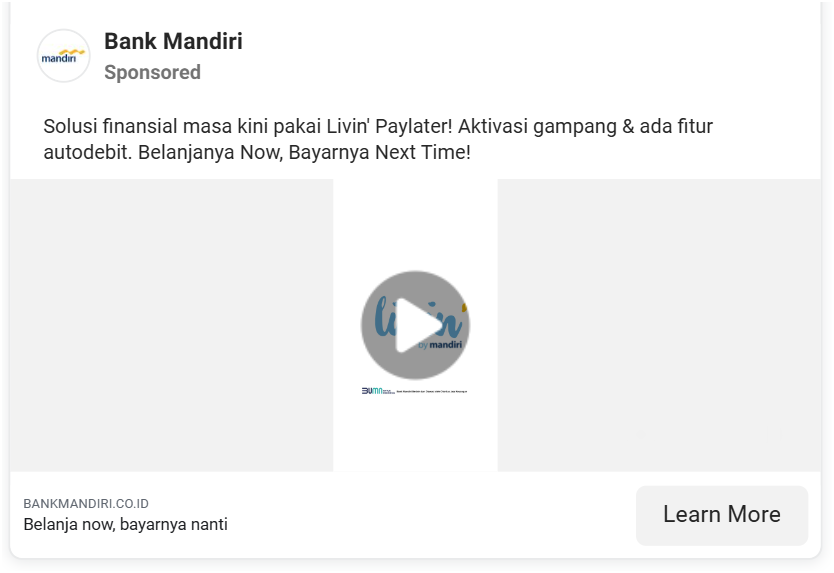 mandiri
Bank Mandiri
Sponsored
Solusi finansial masa kini pakai Livin' Paylater! Aktivasi gampang & ada fitur
autodebit. Belanjanya Now, Bayarnya Next Time!
livin'
by mandiri
BUMN
BANKMANDIRI.CO.ID
Belanja now, bayarnya nanti
Learn More